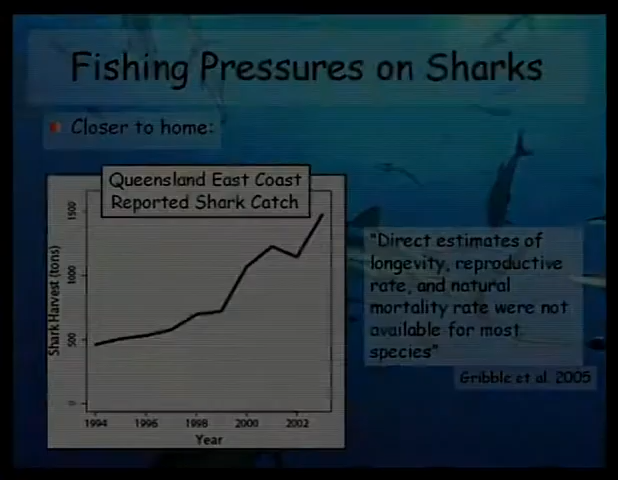 Fishing Pressures on Sharks
Closer to home:
Queensland East Coast
Reported Shark Catch
Shark Harvest (tons)
1500
1000
500
0
1994
1996
1998
2000
2002
Year
"Direct estimates of
longevity, reproductive
rate, and natural
mortality rate were not
available for most
species"
Gribble et al. 2005